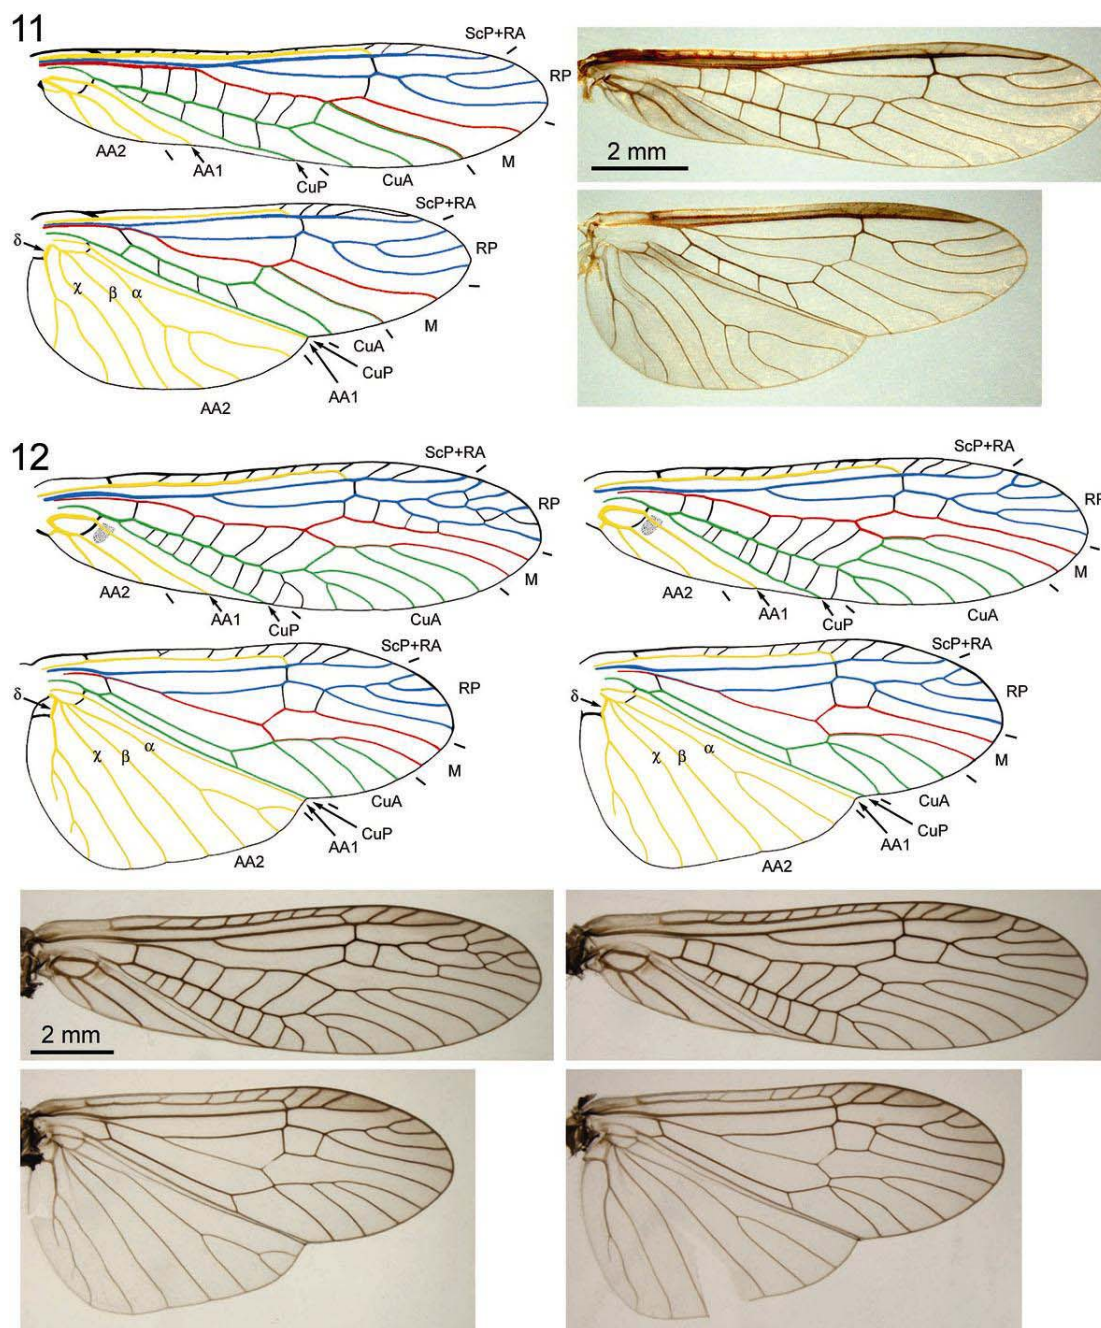 11
ScP+RA
RP
M
CuA
CuP
AA1
AA2
2 mm
ScP+RA
RP
M
CuA
CuP
AA1
AA2
δ
χ β α
12
ScP+RA
RP
M
CuA
CuP
AA1
AA2
ScP+RA
RP
M
CuA
CuP
AA1
AA2
ScP+RA
RP
M
CuA
CuP
AA1
AA2
δ
χ β α
ScP+RA
RP
M
CuA
CuP
AA1
AA2
δ
χ β α
2 mm